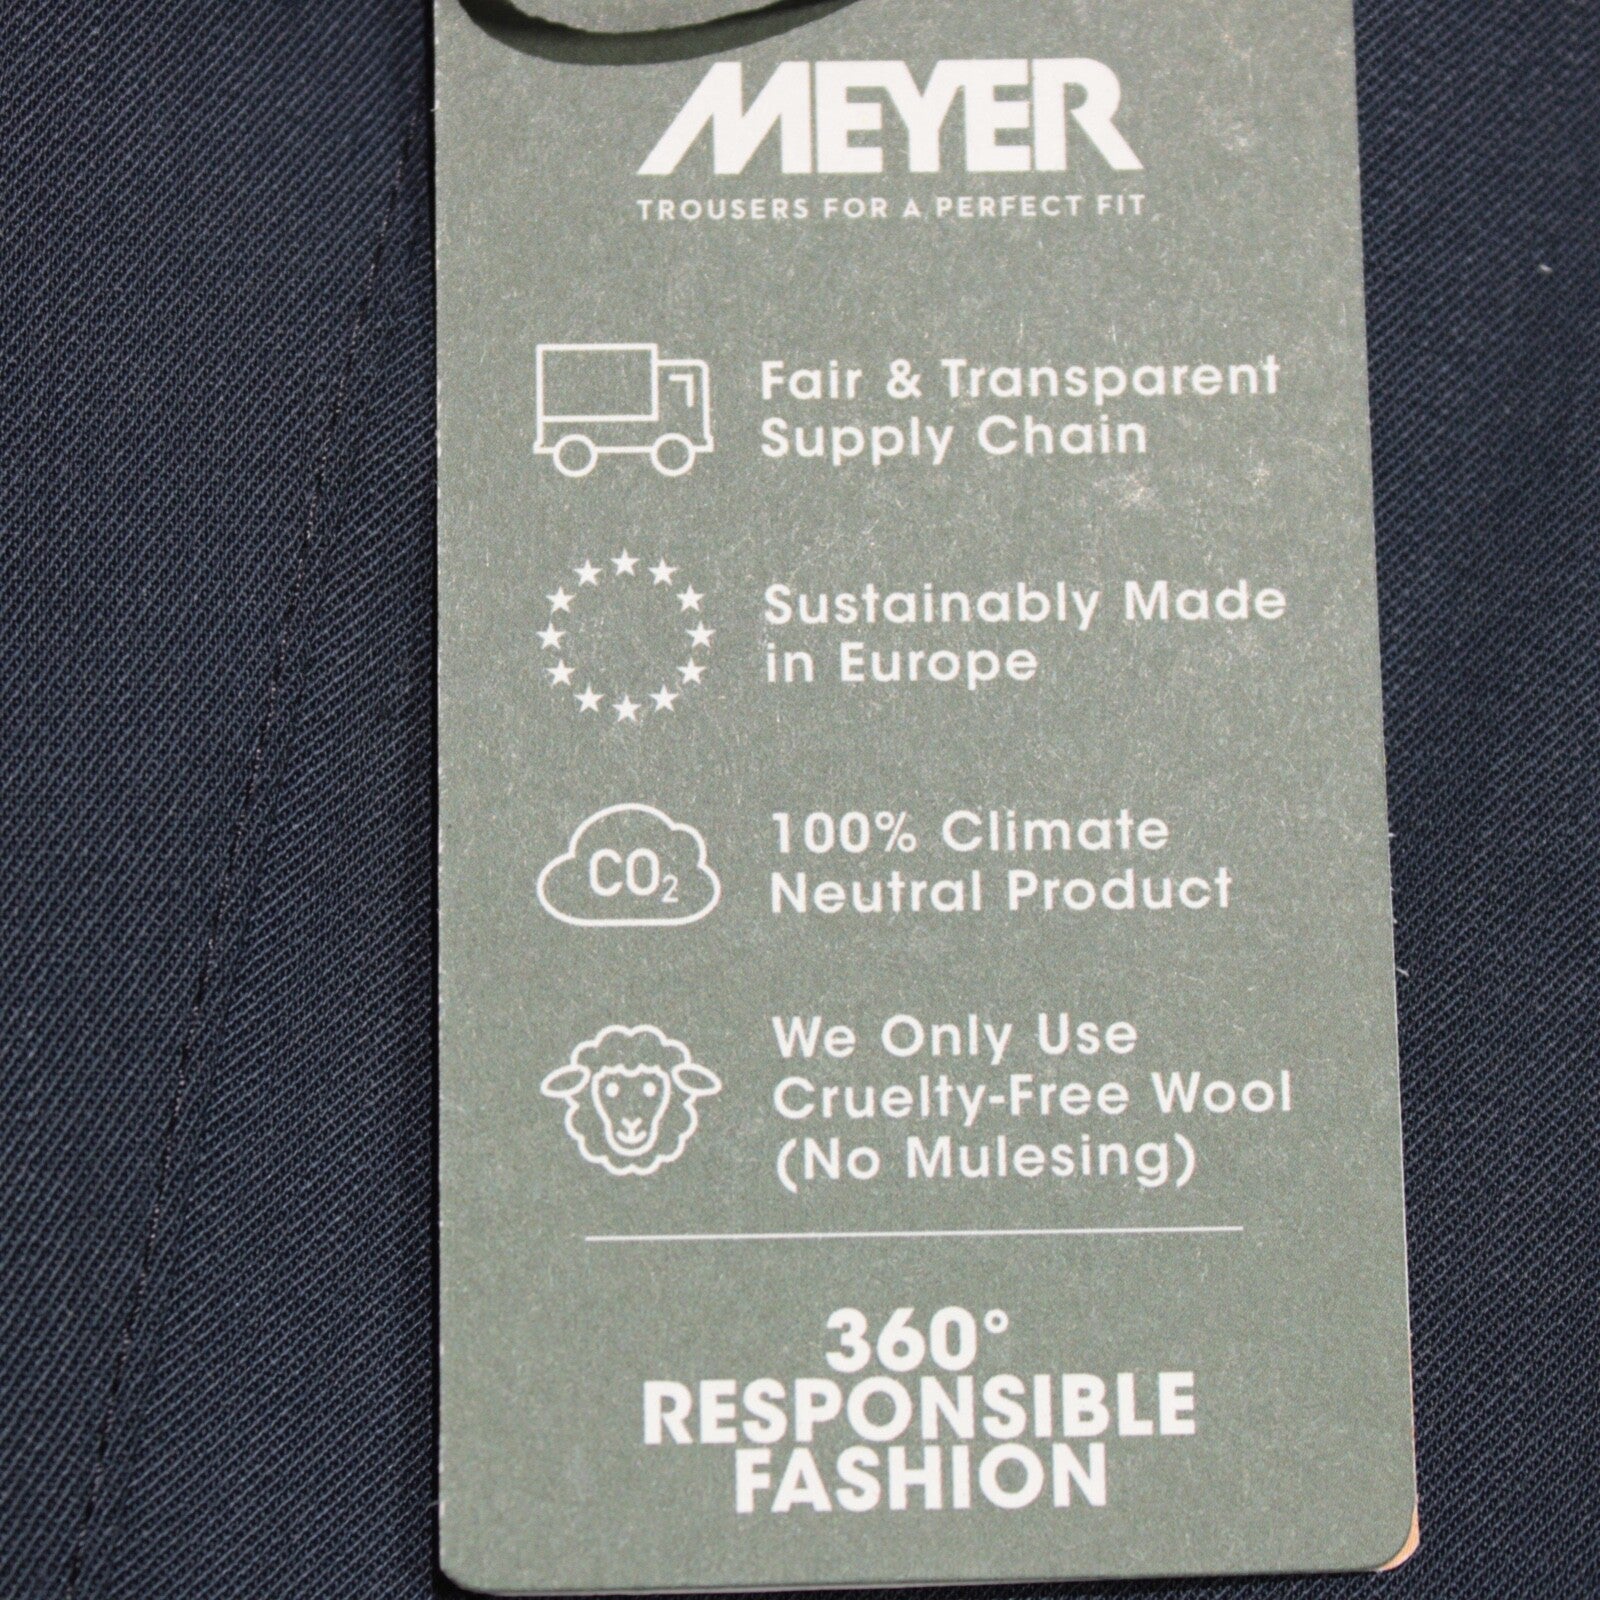 MEYER
TROUSERS FOR A PERFECT FIT
Fair & Transparent
Supply Chain
Sustainably Made
in Europe
CO₂
100% Climate
Neutral Product
We Only Use
Cruelty-Free Wool
(No Mulesing)
360°
RESPONSIBLE
FASHION